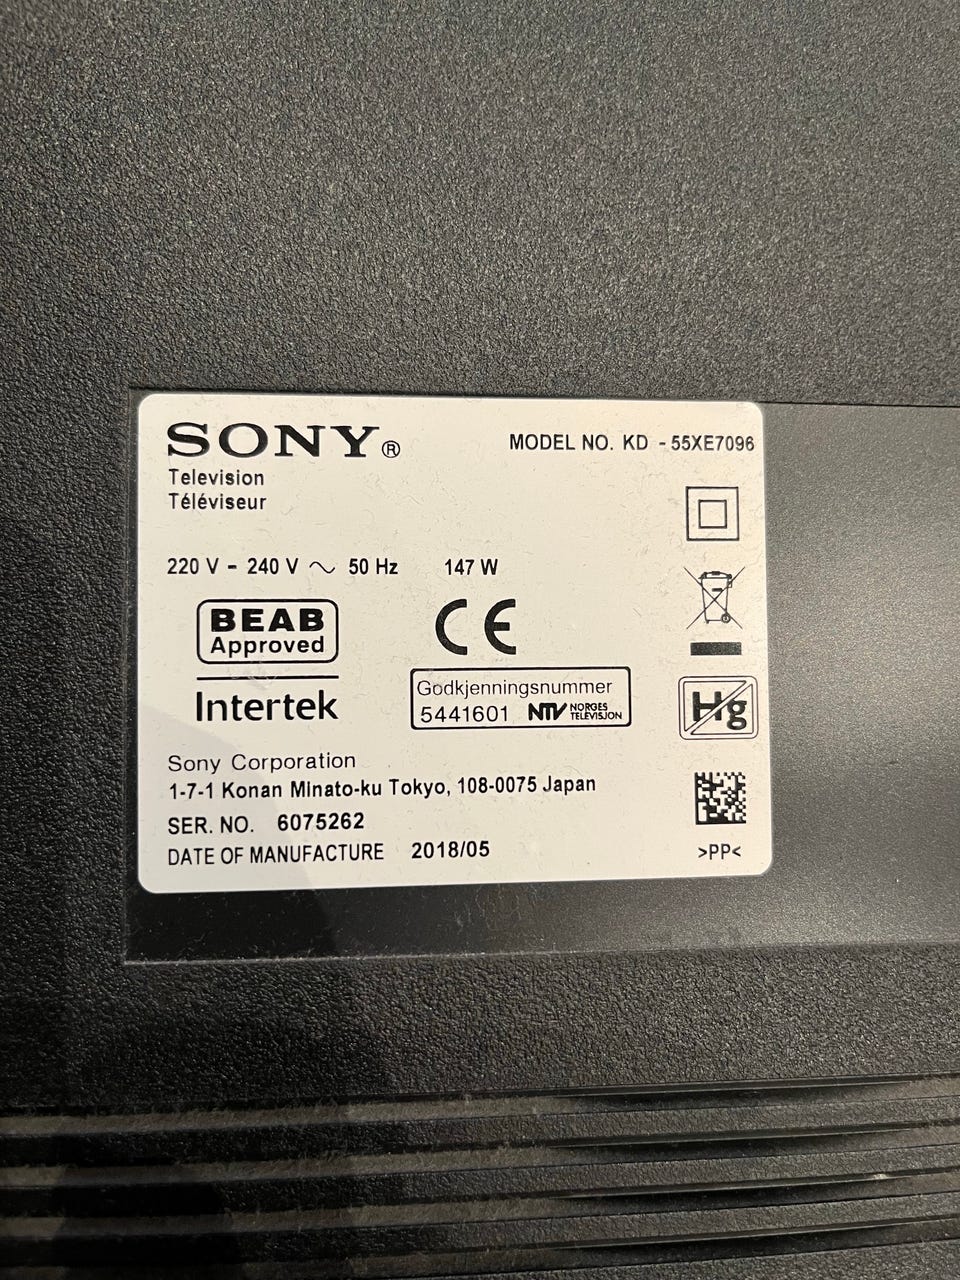 SONY®
MODEL NO. KD - 55XE7096
Television
Téléviseur
220 V - 240 V ~ 50 Hz 147 W
BEAB
Approved
Intertek
CE
Godkjenningsnummer
5441601 NTV NORGES
TELEVISJON
Hg
Sony Corporation
1-7-1 Konan Minato-ku Tokyo, 108-0075 Japan
SER. NO. 6075262
DATE OF MANUFACTURE 2018/05
>PP<